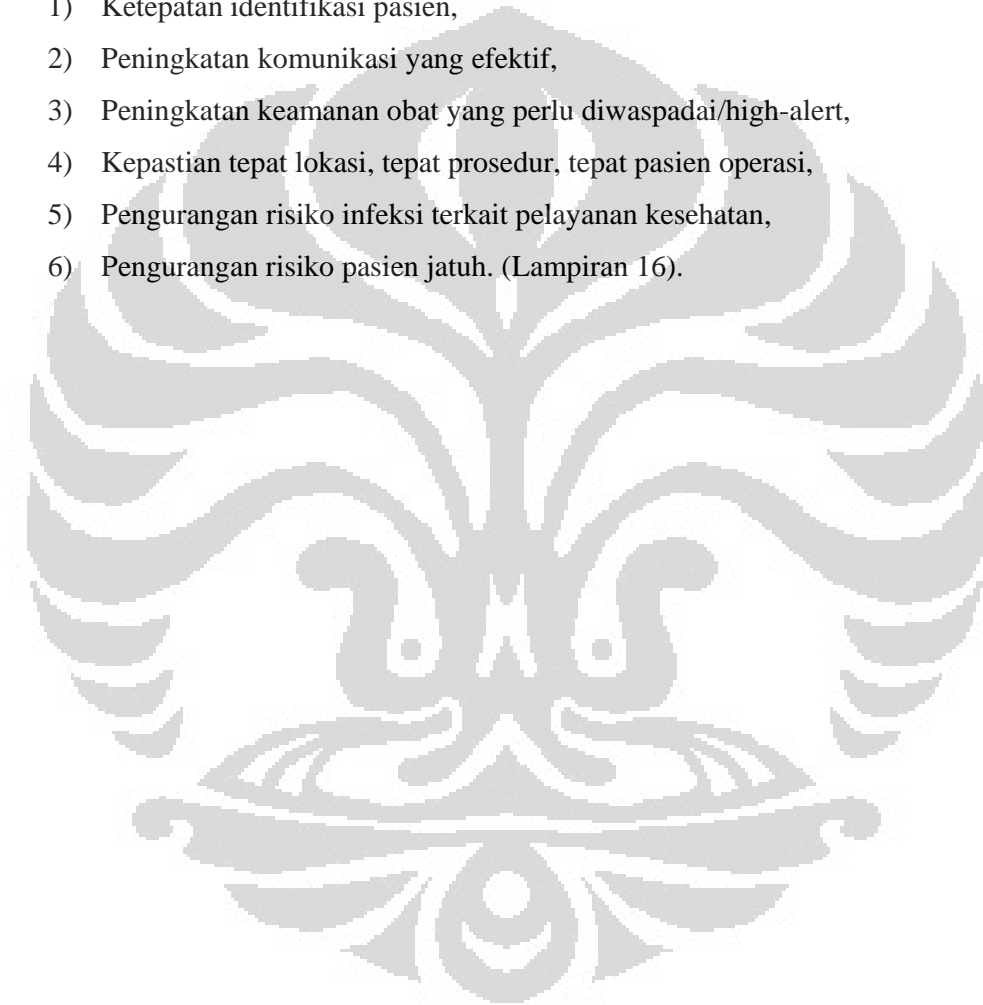 1) Ketepatan identifikasi pasien,
2) Peningkatan komunikasi yang efektif,
3) Peningkatan keamanan obat yang perlu diwaspadai/high-alert,
4) Kepastian tepat lokasi, tepat prosedur, tepat pasien operasi,
5) Pengurangan risiko infeksi terkait pelayanan kesehatan,
6) Pengurangan risiko pasien jatuh. (Lampiran 16).